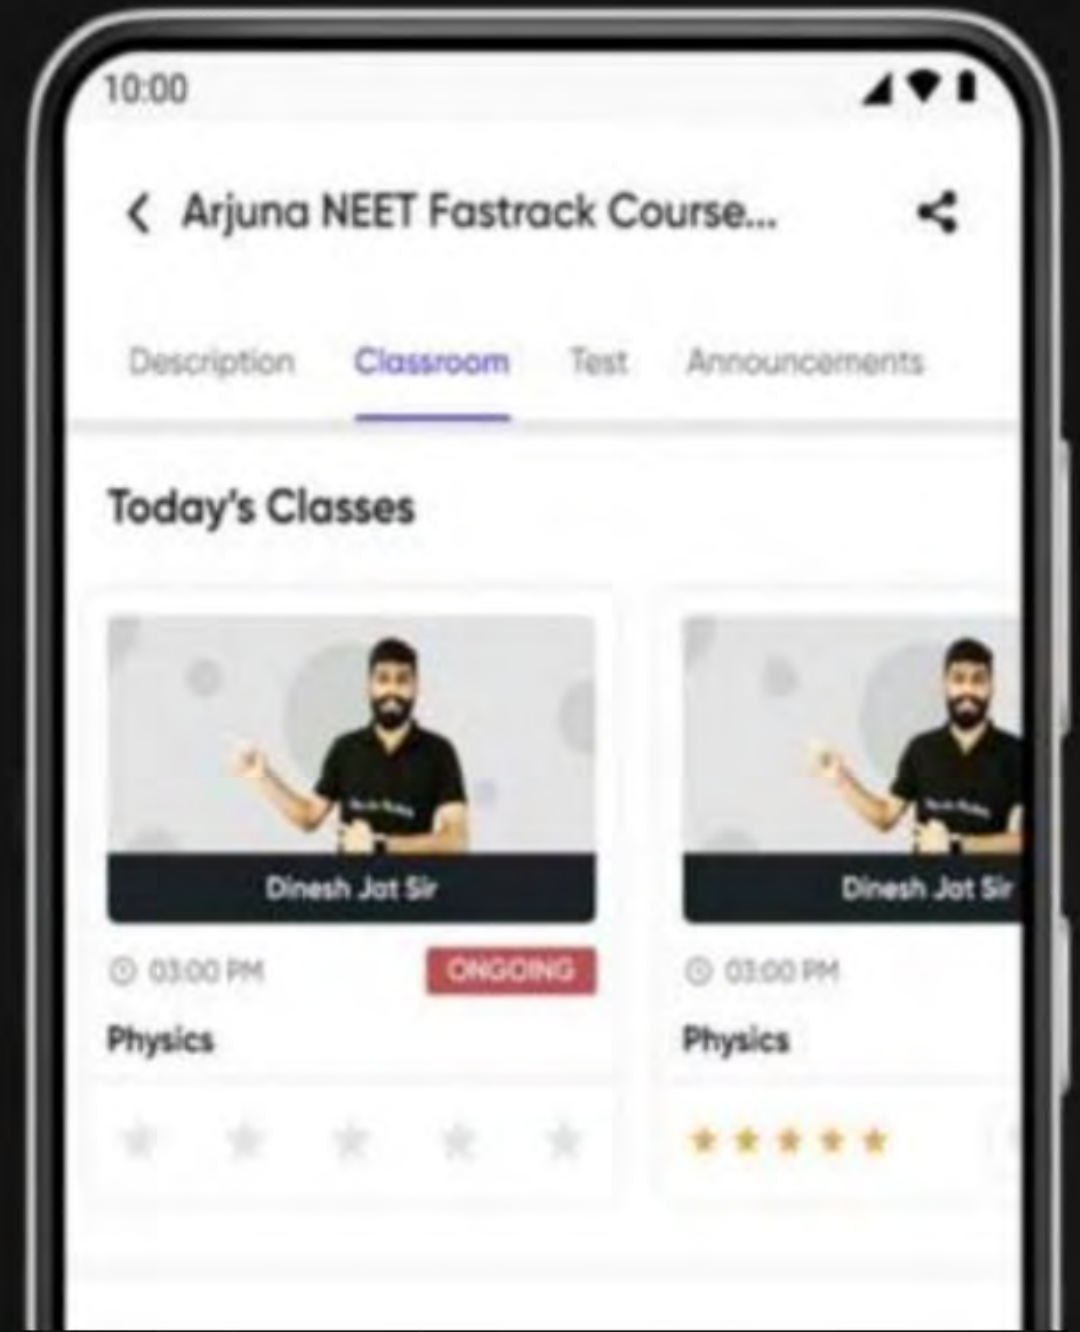 10:00
Arjuna NEET Fastrack Course...
Description Classroom Test Announcements
Today's Classes
Dinesh Jat Sir
Dinesh Jat Sir
03:00 PM ONGOING
03:00 PM
Physics
Physics